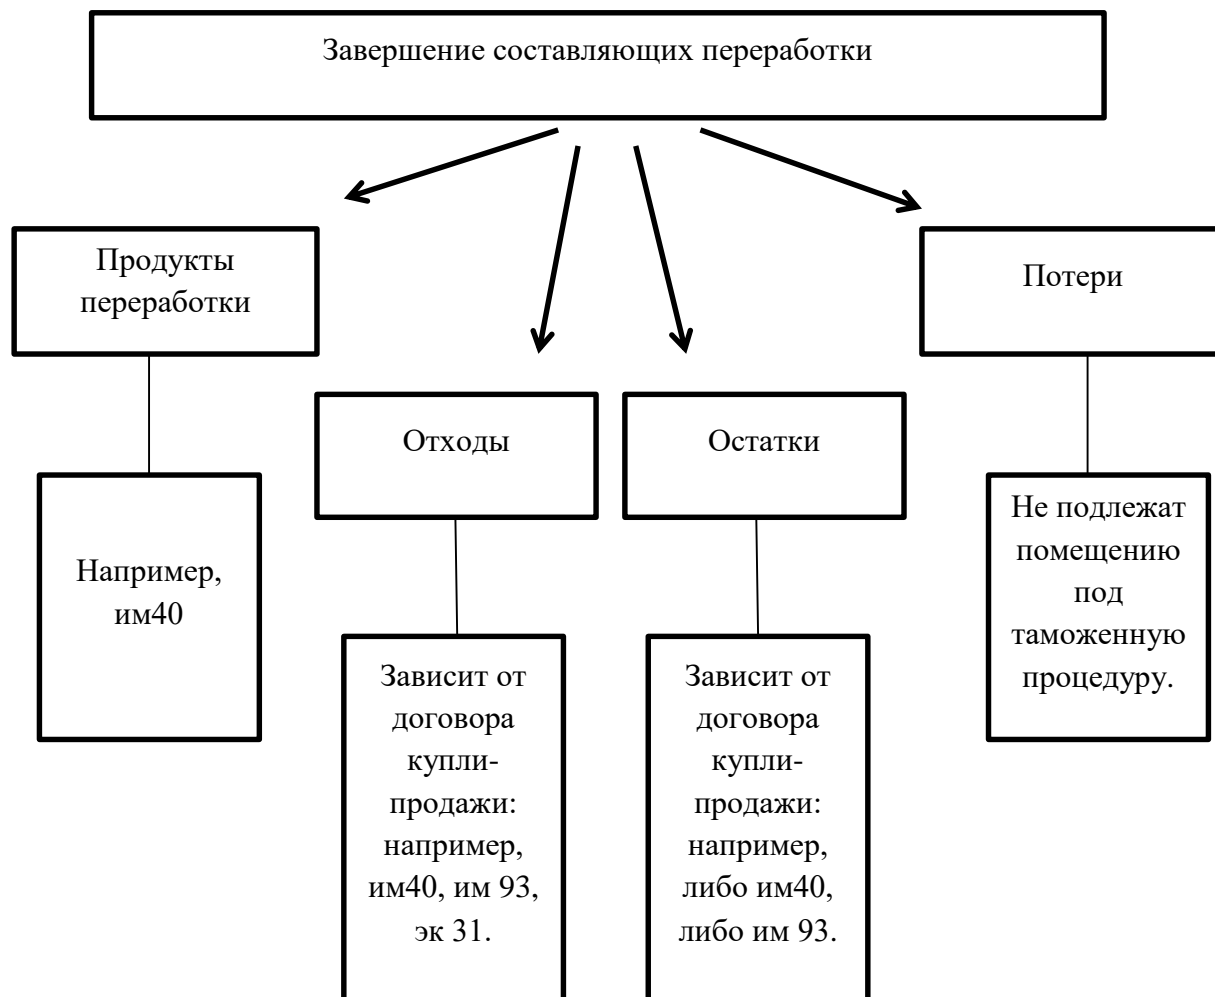 Завершение составляющих переработки
Продукты
переработки
Потери
Отходы
Остатки
Например,
им40
Зависит от
договора
купли-
продажи:
например,
им40, им 93,
эк 31.
Зависит от
договора
купли-
продажи:
например,
либо им40,
либо им 93.
Не подлежат
помещению
под
таможенную
процедуру.